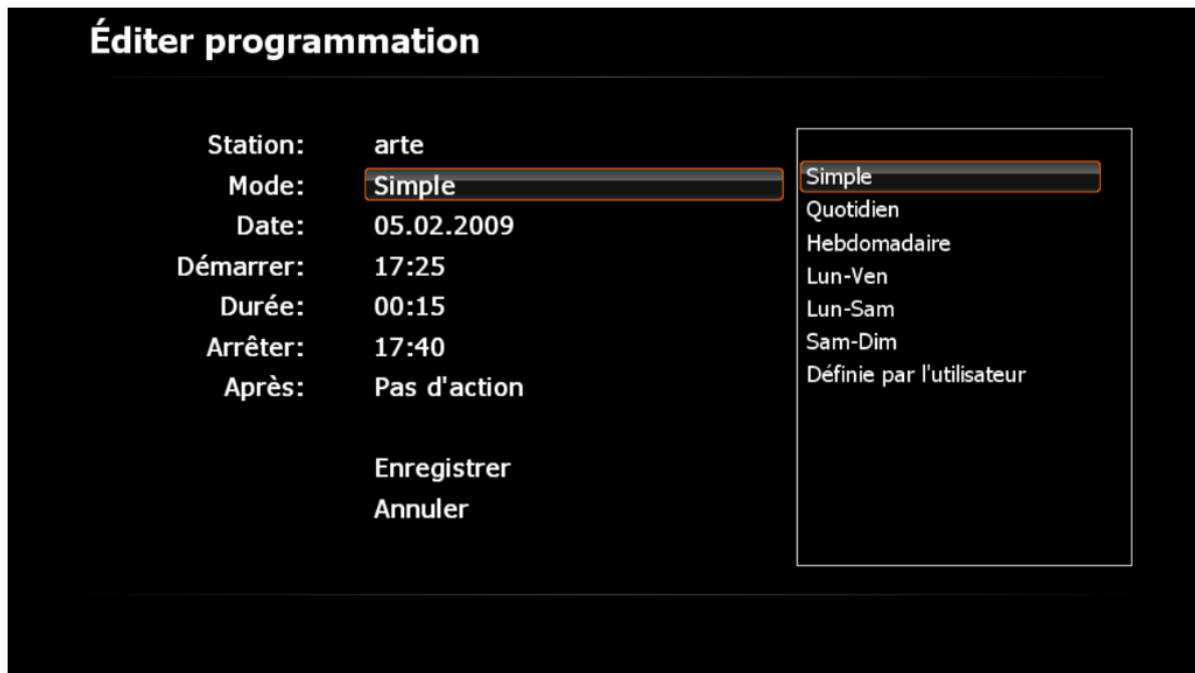 Éditer programmation
Station: arte
Mode: Simple
Date: 05.02.2009
Démarrer: 17:25
Durée: 00:15
Arrêter: 17:40
Après: Pas d'action
Enregistrer
Annuler
Simple
Quotidien
Hebdomadaire
Lun-Ven
Lun-Sam
Sam-Dim
Définie par l'utilisateur